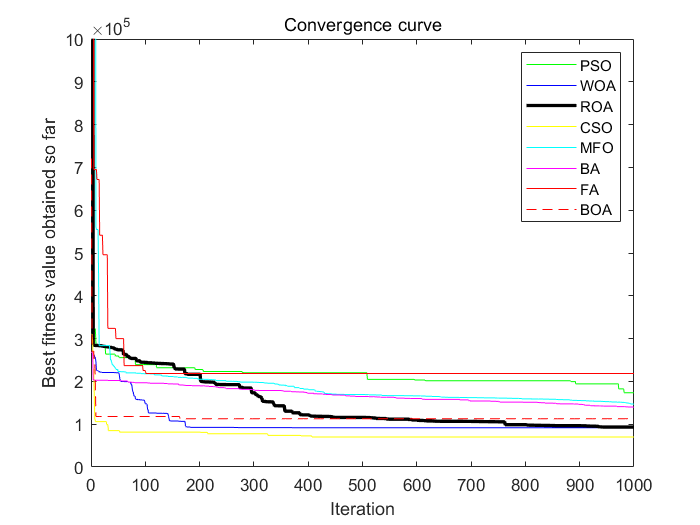 Convergence curve
×10^5
10
9
8
7
6
5
4
3
2
1
0
0 100 200 300 400 500 600 700 800 900 1000
Iteration
Best fitness value obtained so far
PSO
WOA
ROA
CSO
MFO
BA
FA
BOA